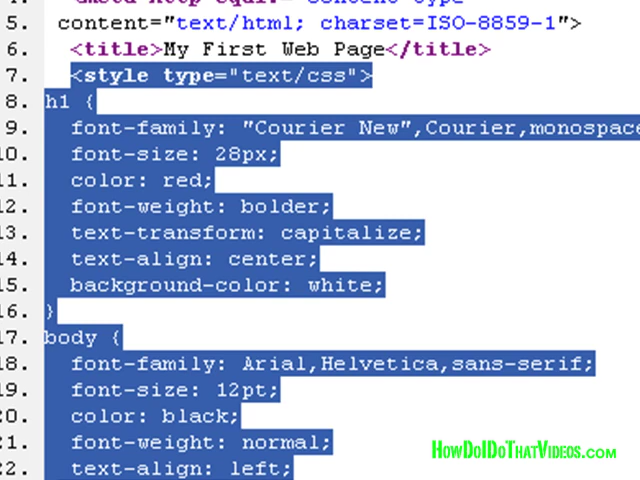 5. content="text/html; charset=ISO-8859-1">
6. <title>My First Web Page</title>
7. <style type="text/css">
8. h1 {
9. font-family: "Courier New",Courier,monospace
10. font-size: 28px;
11. color: red;
12. font-weight: bolder;
13. text-transform: capitalize;
14. text-align: center;
15. background-color: white;
16. }
17. body {
18. font-family: Arial,Helvetica,sans-serif;
19. font-size: 12pt;
20. color: black;
21. font-weight: normal;
22. text-align: left;
HowDoIDoThatVideos.com